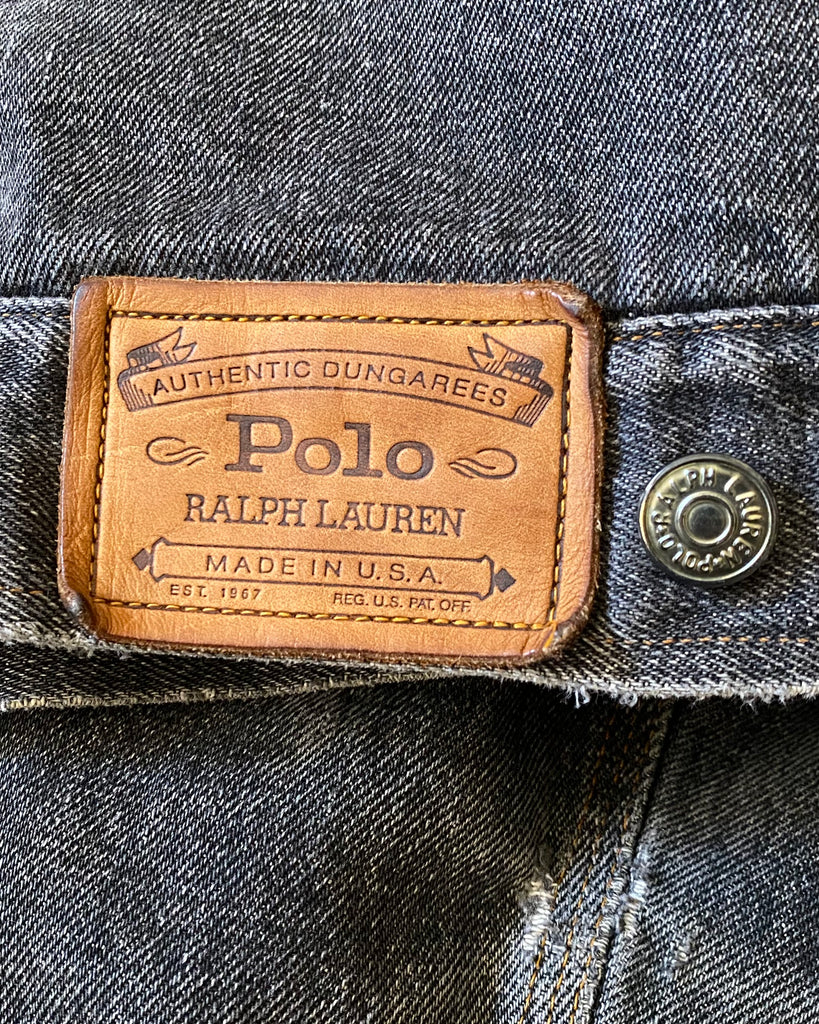 AUTHENTIC DUNGAREES
Polo
RALPH LAUREN
MADE IN U.S.A.
EST. 1967 REG. U.S. PAT. OFF.
POLO·RALPH LAUREN·